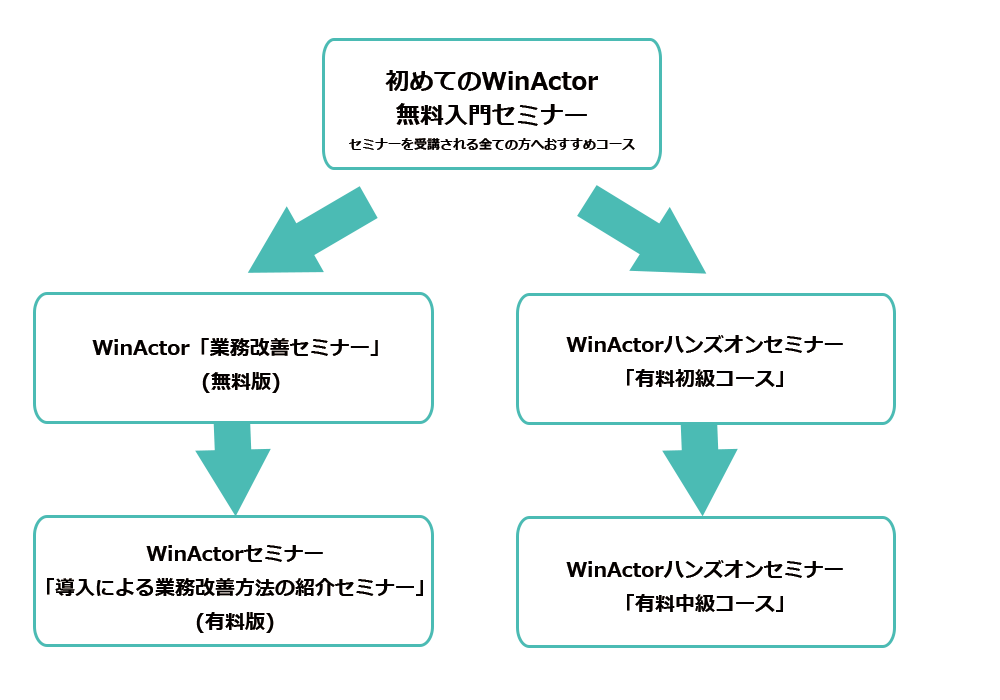 初めてのWinActor
無料入門セミナー
セミナーを受講される全ての方へおすすめコース
WinActor「業務改善セミナー」
(無料版)
WinActorハンズオンセミナー
「有料初級コース」
WinActorセミナー
「導入による業務改善方法の紹介セミナー」
(有料版)
WinActorハンズオンセミナー
「有料中級コース」